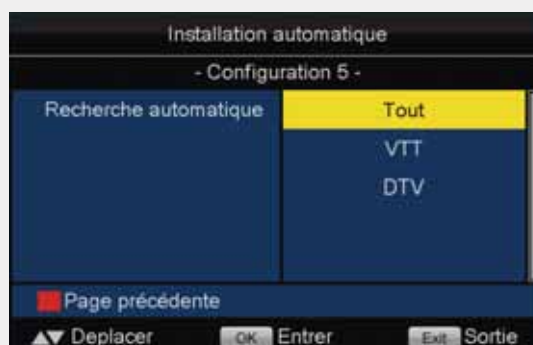 Installation automatique
- Configuration 5 -
Recherche automatique Tout
VTT
DTV
Page précédente
Deplacer OK Entrer Exit Sortie